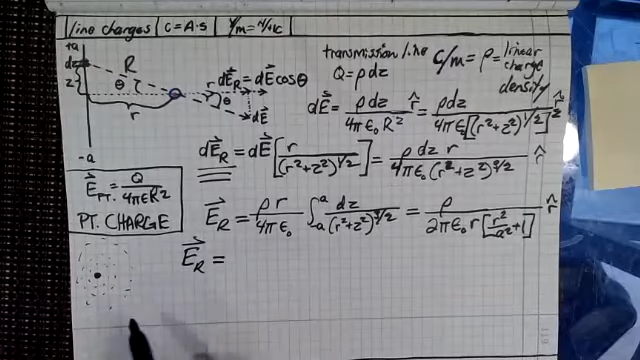 line charges | C = A·s | V/m = N/C
+a
dz
z
R
θ
r
-a
r dE_R = dE cosθ
θ
dE
transmission line C/m = ρ = linear charge density
Q = ρdz
dE = ρdz / 4πε₀R² r̂ = ρdz / 4πε₀[(r²+z²)^1/2]² r̂
dE_R = dE [r / (r²+z²)^1/2] = ρ dz r / 4πε₀(r²+z²)^3/2 r̂
E_PT. = Q / 4πεR²
PT. CHARGE
E_R = ρr / 4πε₀ ∫_-a^a dz / (r²+z²)^3/2 = ρ / 2πε₀r[r²/a²+1] r̂
E_R =